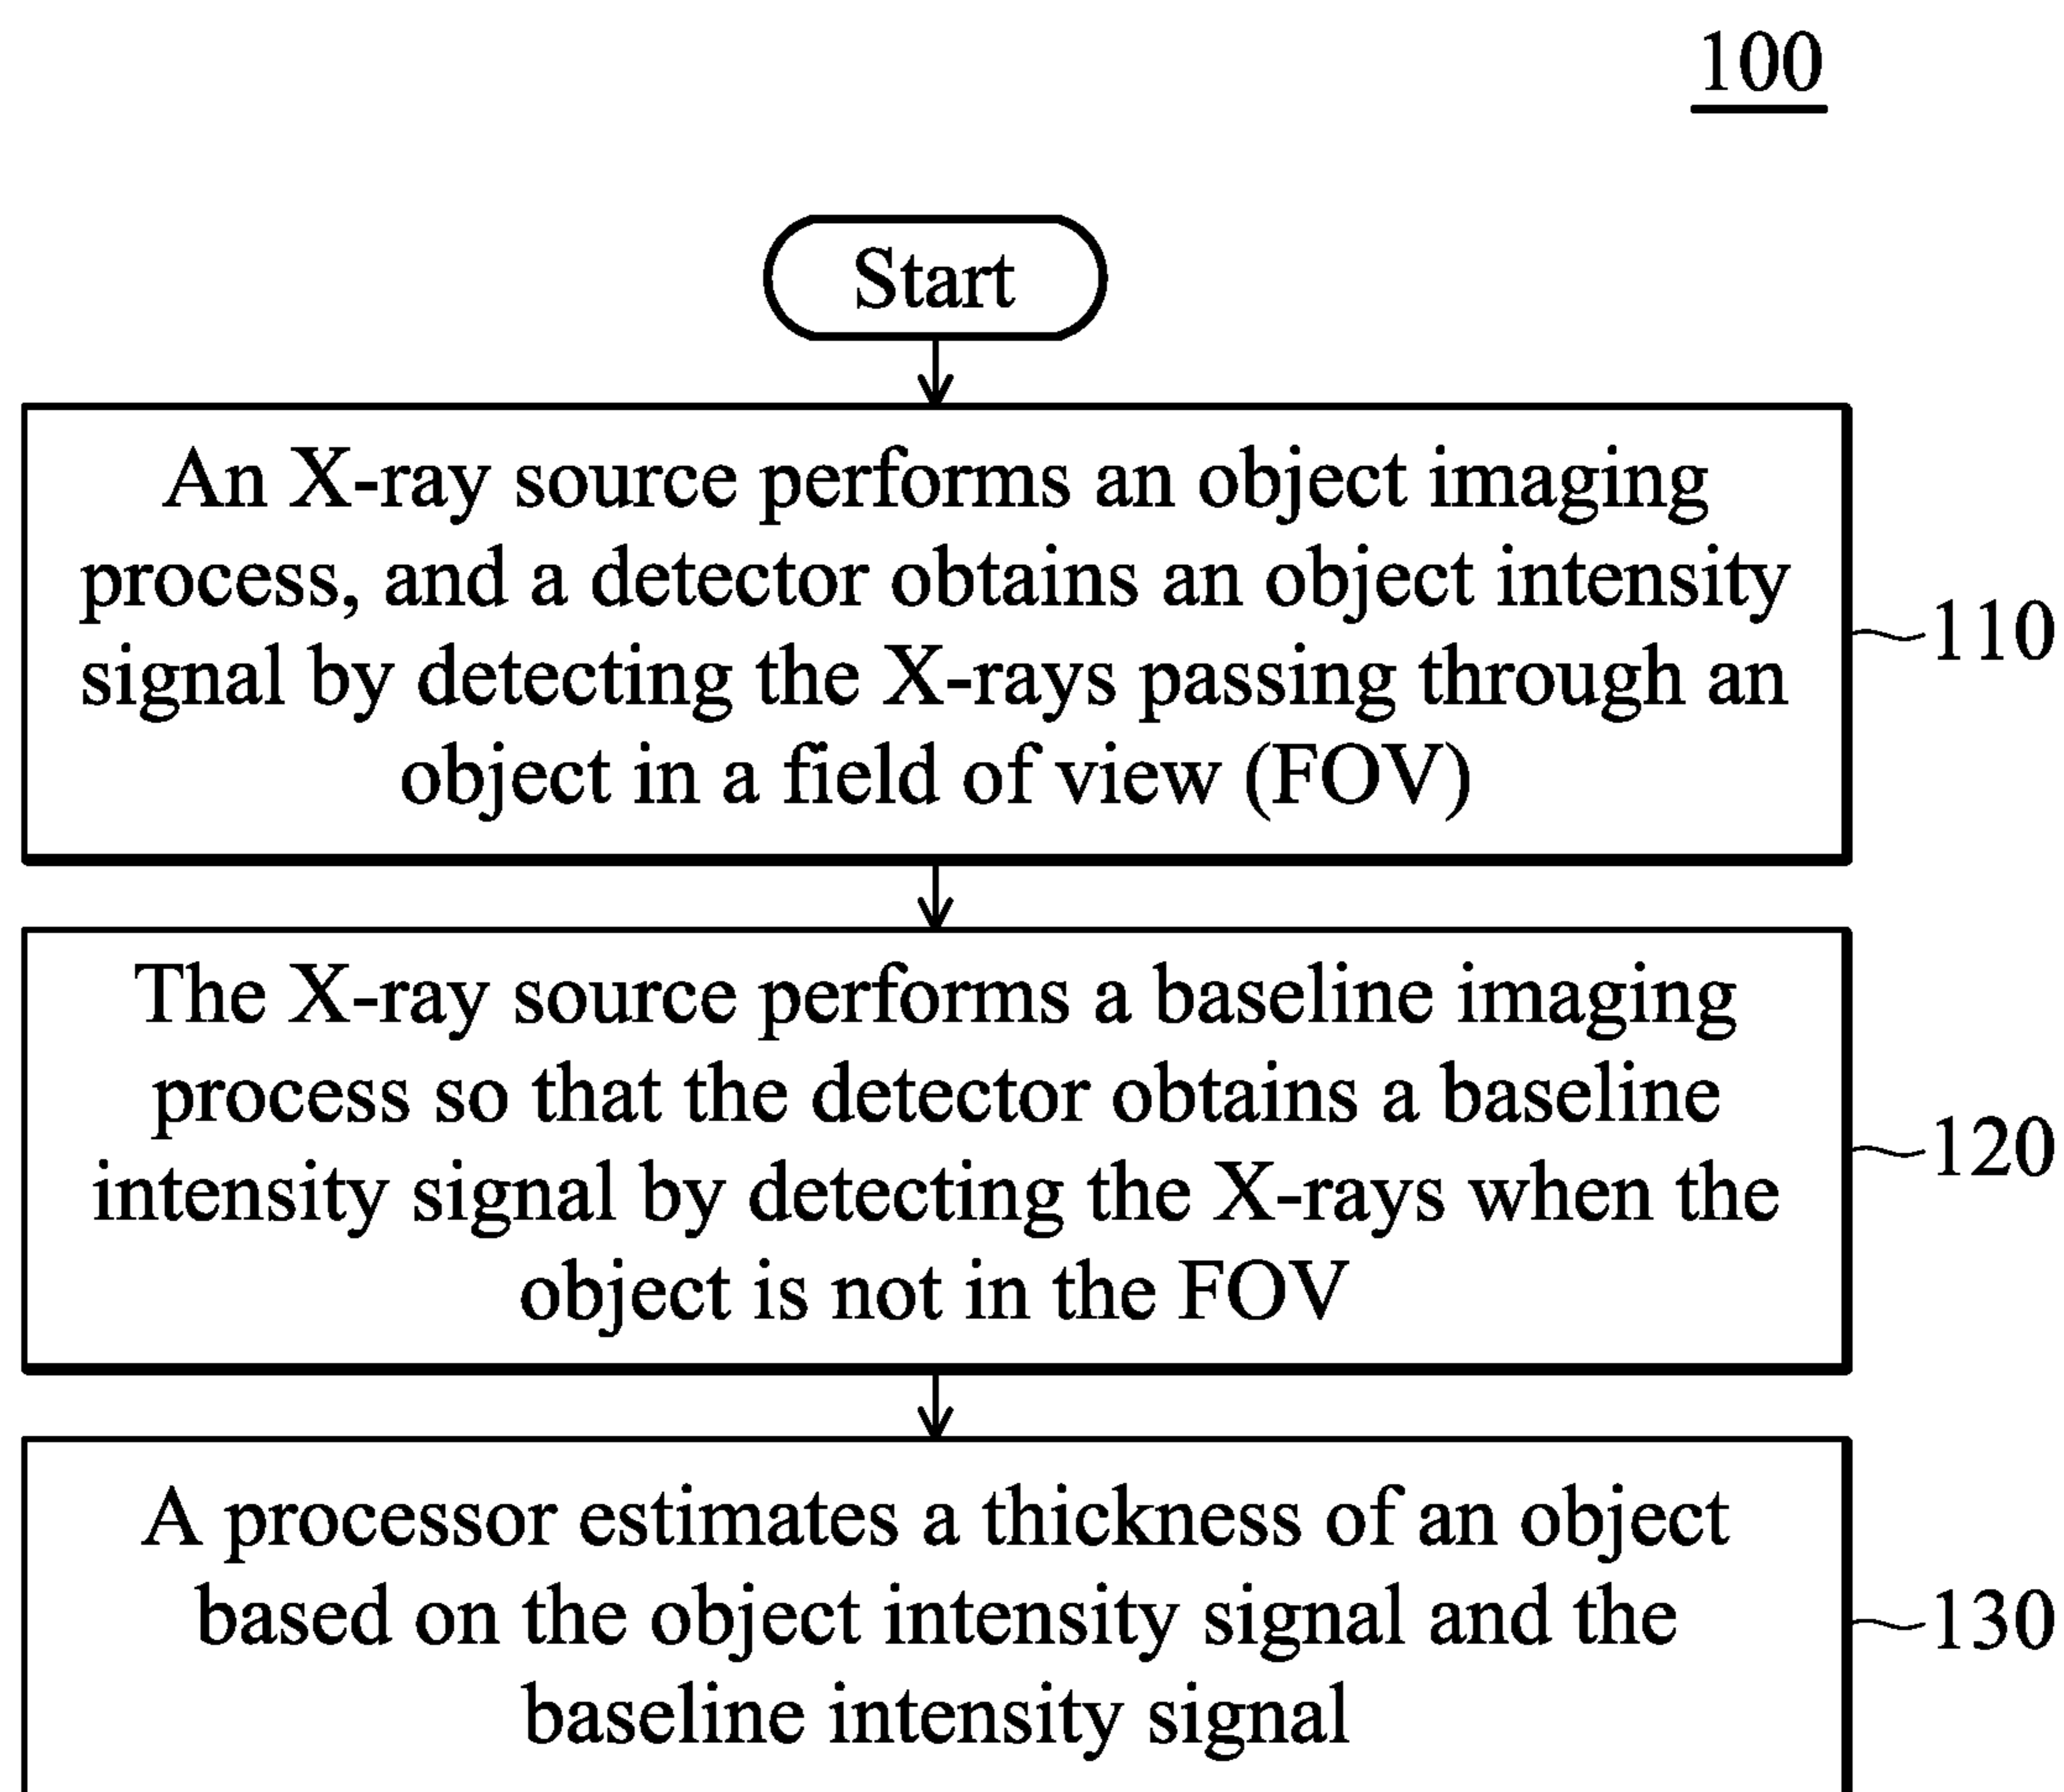 100
Start
An X-ray source performs an object imaging
process, and a detector obtains an object intensity
signal by detecting the X-rays passing through an
object in a field of view (FOV)
110
The X-ray source performs a baseline imaging
process so that the detector obtains a baseline
intensity signal by detecting the X-rays when the
object is not in the FOV
120
A processor estimates a thickness of an object
based on the object intensity signal and the
baseline intensity signal
130